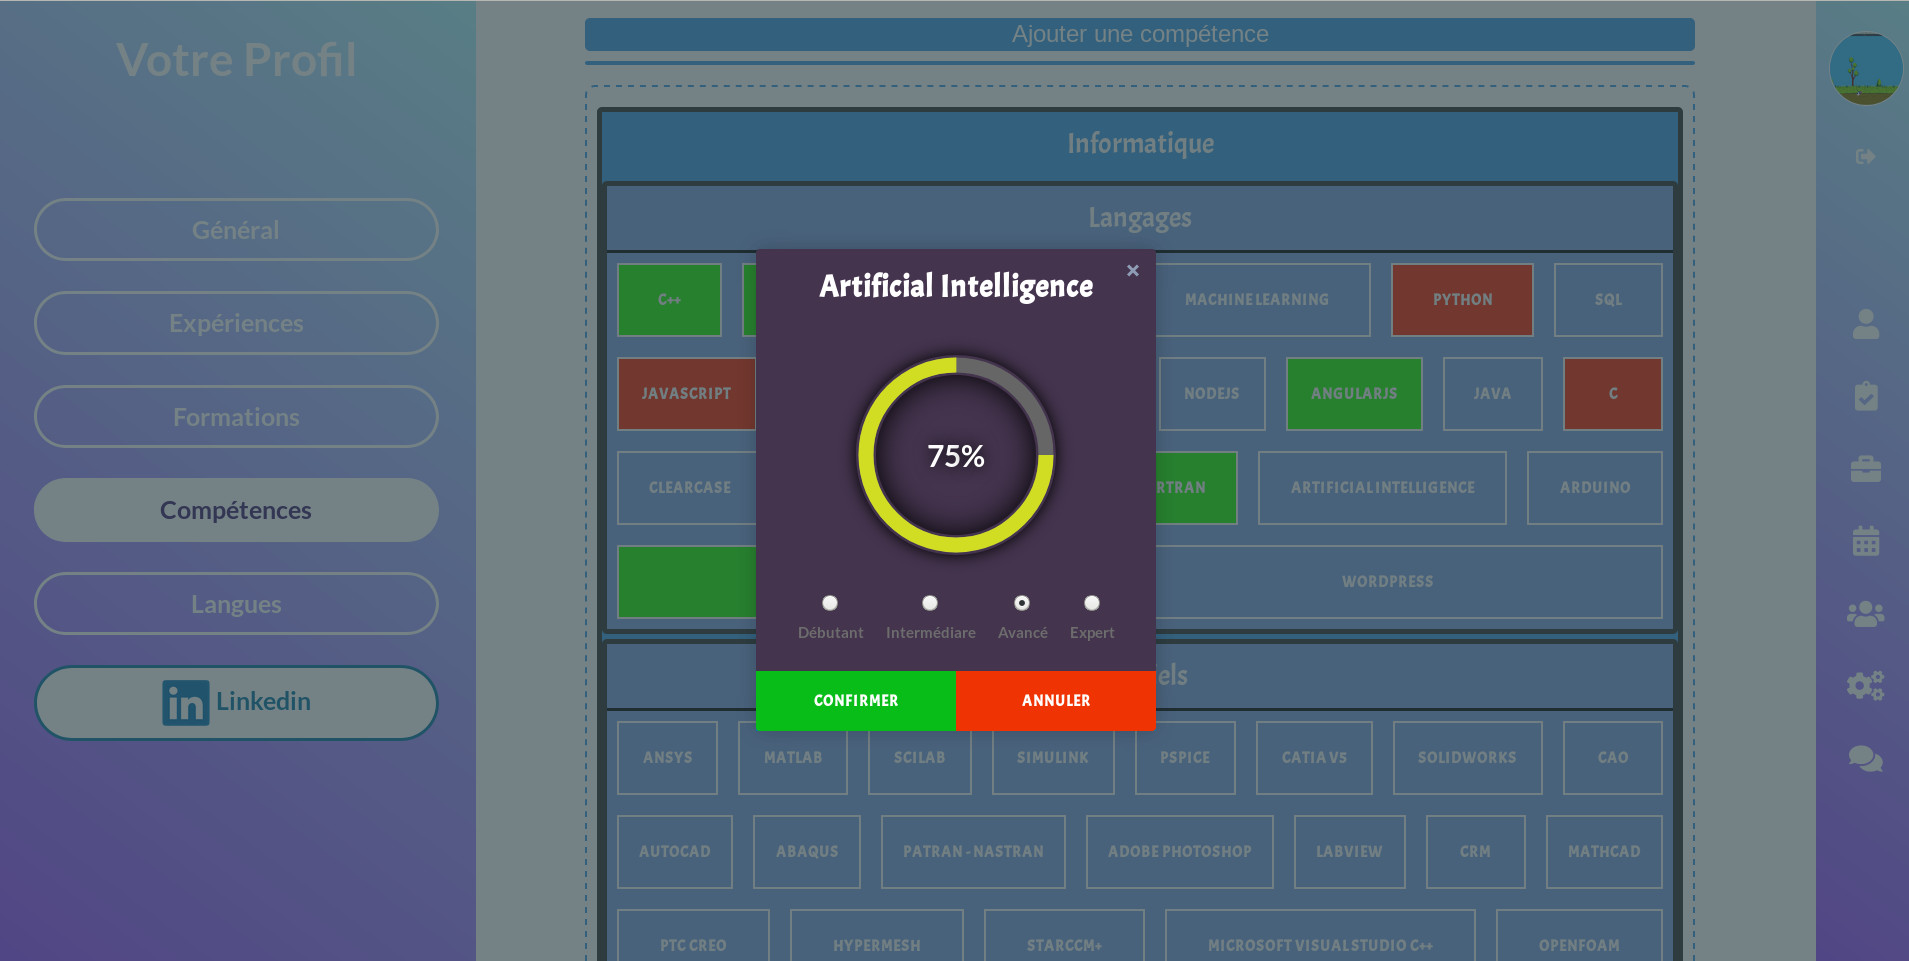 Votre Profil
Général
Expériences
Formations
Compétences
Langues
in Linkedin
Ajouter une compétence
Informatique
Langages
C++
MACHINE LEARNING
PYTHON
SQL
JAVASCRIPT
NODEJS
ANGULARJS
JAVA
C
CLEARCASE
RTRAN
ARTIFICIAL INTELLIGENCE
ARDUINO
WORDPRESS
Artificial Intelligence
×
75%
Débutant
Intermédiare
Avancé
Expert
CONFIRMER
ANNULER
els
ANSYS
MATLAB
SCILAB
SIMULINK
PSPICE
CATIA V5
SOLIDWORKS
CAO
AUTOCAD
ABAQUS
PATRAN - NASTRAN
ADOBE PHOTOSHOP
LABVIEW
CRM
MATHCAD
PTC CREO
HYPERMESH
STARCCM+
MICROSOFT VISUAL STUDIO C++
OPENFOAM